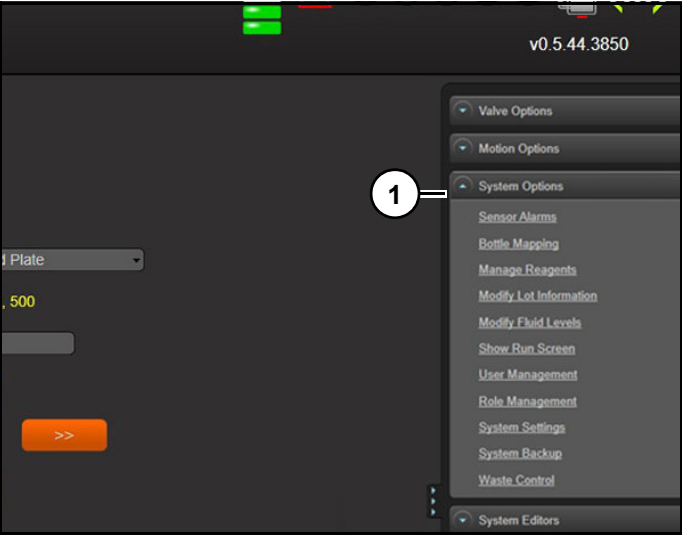 v0.5.44.3850
Valve Options
Motion Options
1
System Options
Sensor Alarms
Bottle Mapping
Manage Reagents
Modify Lot Information
Modify Fluid Levels
Show Run Screen
User Management
Role Management
System Settings
System Backup
Waste Control
System Editors
Plate
, 500
>>